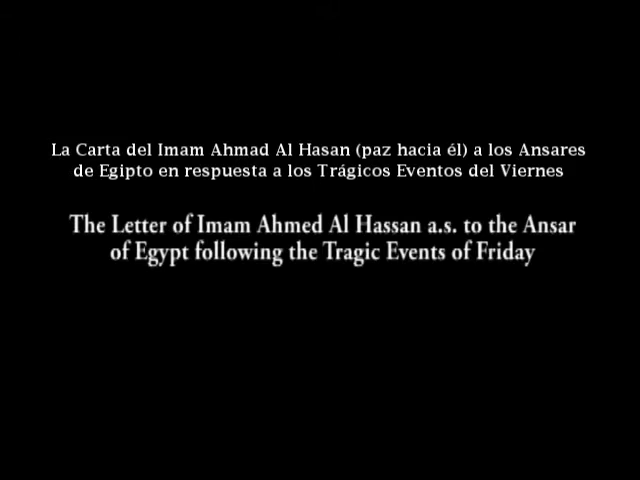 La Carta del Imam Ahmad Al Hasan (paz hacia él) a los Ansares
de Egipto en respuesta a los Trágicos Eventos del Viernes
The Letter of Imam Ahmed Al Hassan a.s. to the Ansar
of Egypt following the Tragic Events of Friday